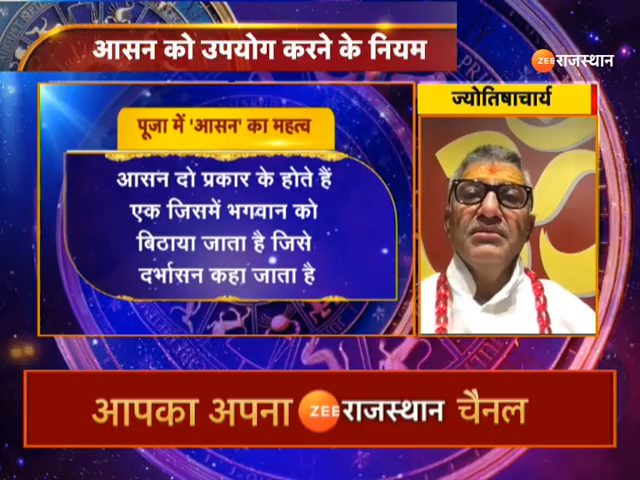 आसन को उपयोग करने के नियम
ZEE राजस्थान
ज्योतिषाचार्य
पूजा में 'आसन' का महत्व
आसन दो प्रकार के होते हैं
एक जिसमें भगवान को
बिठाया जाता है जिसे
दर्भासन कहा जाता है
आपका अपना ZEE राजस्थान चैनल